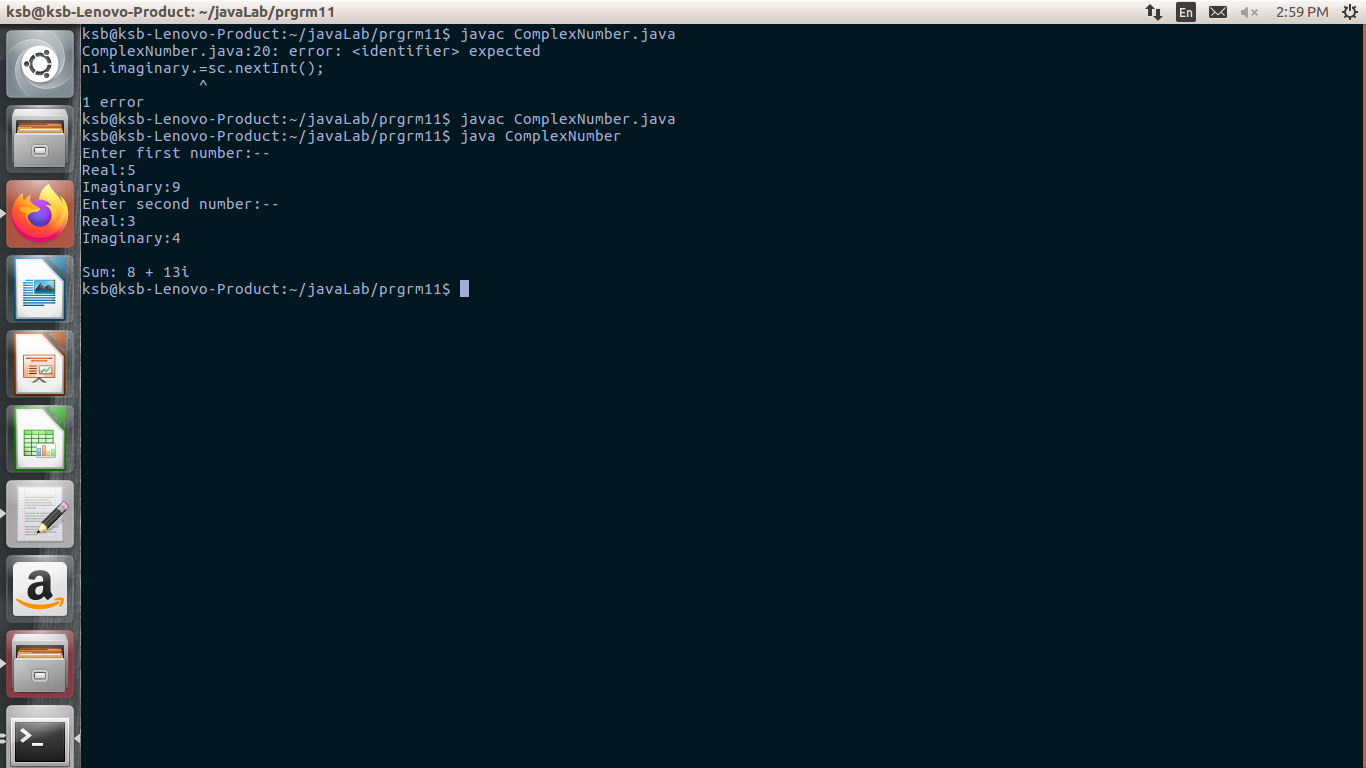 ksb@ksb-Lenovo-Product: ~/javaLab/prgrm11
En
2:59 PM
ksb@ksb-Lenovo-Product:~/javaLab/prgrm11$ javac ComplexNumber.java
ComplexNumber.java:20: error: <identifier> expected
n1.imaginary.=sc.nextInt();
^
1 error
ksb@ksb-Lenovo-Product:~/javaLab/prgrm11$ javac ComplexNumber.java
ksb@ksb-Lenovo-Product:~/javaLab/prgrm11$ java ComplexNumber
Enter first number:--
Real:5
Imaginary:9
Enter second number:--
Real:3
Imaginary:4
Sum: 8 + 13i
ksb@ksb-Lenovo-Product:~/javaLab/prgrm11$
a
>_